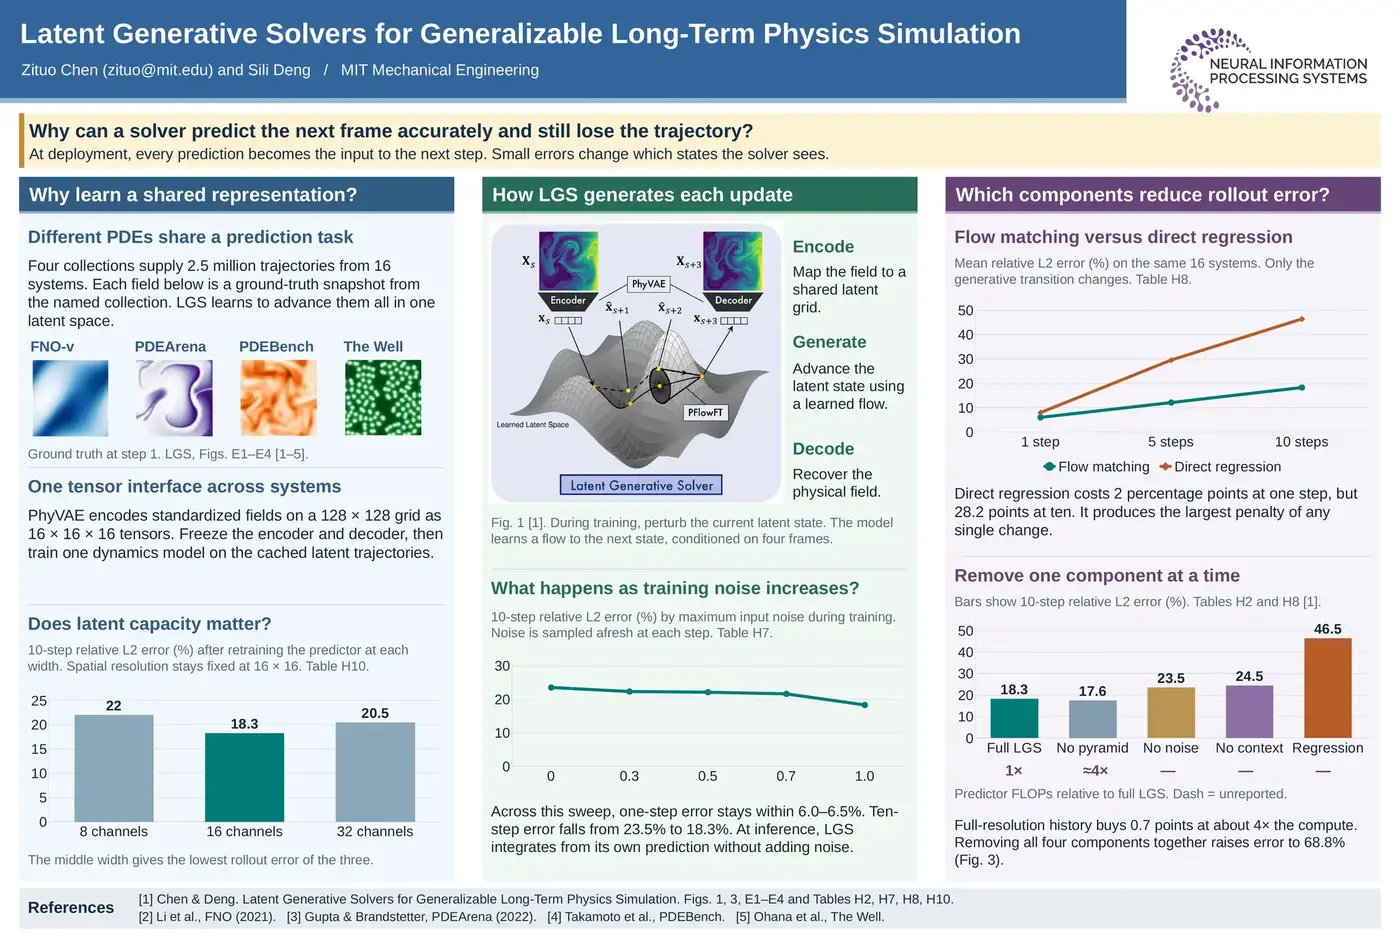 Latent Generative Solvers for Generalizable Long-Term Physics Simulation
Zituo Chen (zituo@mit.edu) and Sili Deng / MIT Mechanical Engineering
NEURAL INFORMATION
PROCESSING SYSTEMS
Why can a solver predict the next frame accurately and still lose the trajectory?
At deployment, every prediction becomes the input to the next step. Small errors change which states the solver sees.
Why learn a shared representation?
Different PDEs share a prediction task
Four collections supply 2.5 million trajectories from 16
systems. Each field below is a ground-truth snapshot from
the named collection. LGS learns to advance them all in one
latent space.
FNO-v PDEArena PDEBench The Well
Ground truth at step 1. LGS, Figs. E1–E4 [1–5].
One tensor interface across systems
PhyVAE encodes standardized fields on a 128 × 128 grid as
16 × 16 × 16 tensors. Freeze the encoder and decoder, then
train one dynamics model on the cached latent trajectories.
Does latent capacity matter?
10-step relative L2 error (%) after retraining the predictor at each
width. Spatial resolution stays fixed at 16 × 16. Table H10.
25
20
15
10
5
0
22
18.3
20.5
8 channels 16 channels 32 channels
The middle width gives the lowest rollout error of the three.
How LGS generates each update
X_s
X_{s+3}
PhyVAE
Encoder
Decoder
x_s
x̂_{s+1}
x̂_{s+2}
x_{s+3}
PFlowFT
Learned Latent Space
Latent Generative Solver
Encode
Map the field to a
shared latent
grid.
Generate
Advance the
latent state using
a learned flow.
Decode
Recover the
physical field.
Fig. 1 [1]. During training, perturb the current latent state. The model
learns a flow to the next state, conditioned on four frames.
What happens as training noise increases?
10-step relative L2 error (%) by maximum input noise during training.
Noise is sampled afresh at each step. Table H7.
30
20
10
0
0 0.3 0.5 0.7 1.0
Across this sweep, one-step error stays within 6.0–6.5%. Ten-
step error falls from 23.5% to 18.3%. At inference, LGS
integrates from its own prediction without adding noise.
Which components reduce rollout error?
Flow matching versus direct regression
Mean relative L2 error (%) on the same 16 systems. Only the
generative transition changes. Table H8.
50
40
30
20
10
0
1 step 5 steps 10 steps
Flow matching Direct regression
Direct regression costs 2 percentage points at one step, but
28.2 points at ten. It produces the largest penalty of any
single change.
Remove one component at a time
Bars show 10-step relative L2 error (%). Tables H2 and H8 [1].
50
40
30
20
10
0
18.3
17.6
23.5
24.5
46.5
Full LGS No pyramid No noise No context Regression
1× ≈4× — — —
Predictor FLOPs relative to full LGS. Dash = unreported.
Full-resolution history buys 0.7 points at about 4× the compute.
Removing all four components together raises error to 68.8%
(Fig. 3).
References
[1] Chen & Deng. Latent Generative Solvers for Generalizable Long-Term Physics Simulation. Figs. 1, 3, E1–E4 and Tables H2, H7, H8, H10.
[2] Li et al., FNO (2021). [3] Gupta & Brandstetter, PDEArena (2022). [4] Takamoto et al., PDEBench. [5] Ohana et al., The Well.